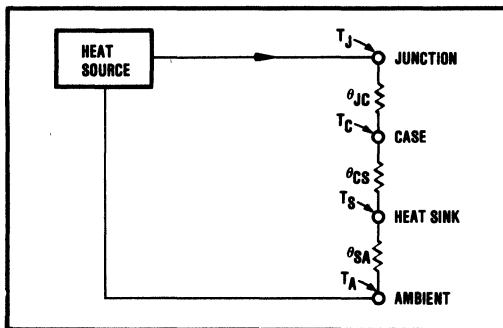 HEAT
SOURCE
TJ
JUNCTION
θJC
TC
CASE
θCS
TS
HEAT SINK
θSA
TA
AMBIENT